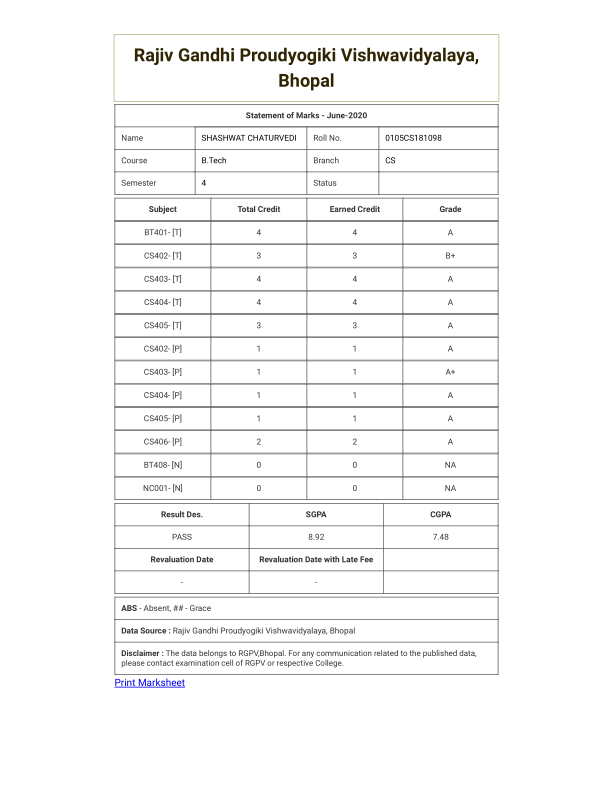 Rajiv Gandhi Proudyogiki Vishwavidyalaya,
Bhopal
Statement of Marks - June-2020
Name SHASHWAT CHATURVEDI Roll No. 0105CS181098
Course B.Tech Branch CS
Semester 4 Status
Subject Total Credit Earned Credit Grade
BT401- [T] 4 4 A
CS402- [T] 3 3 B+
CS403- [T] 4 4 A
CS404- [T] 4 4 A
CS405- [T] 3 3 A
CS402- [P] 1 1 A
CS403- [P] 1 1 A+
CS404- [P] 1 1 A
CS405- [P] 1 1 A
CS406- [P] 2 2 A
BT408- [N] 0 0 NA
NC001- [N] 0 0 NA
Result Des. SGPA CGPA
PASS 8.92 7.48
Revaluation Date Revaluation Date with Late Fee
- -
ABS - Absent, ## - Grace
Data Source : Rajiv Gandhi Proudyogiki Vishwavidyalaya, Bhopal
Disclaimer : The data belongs to RGPV,Bhopal. For any communication related to the published data,
please contact examination cell of RGPV or respective College.
Print Marksheet